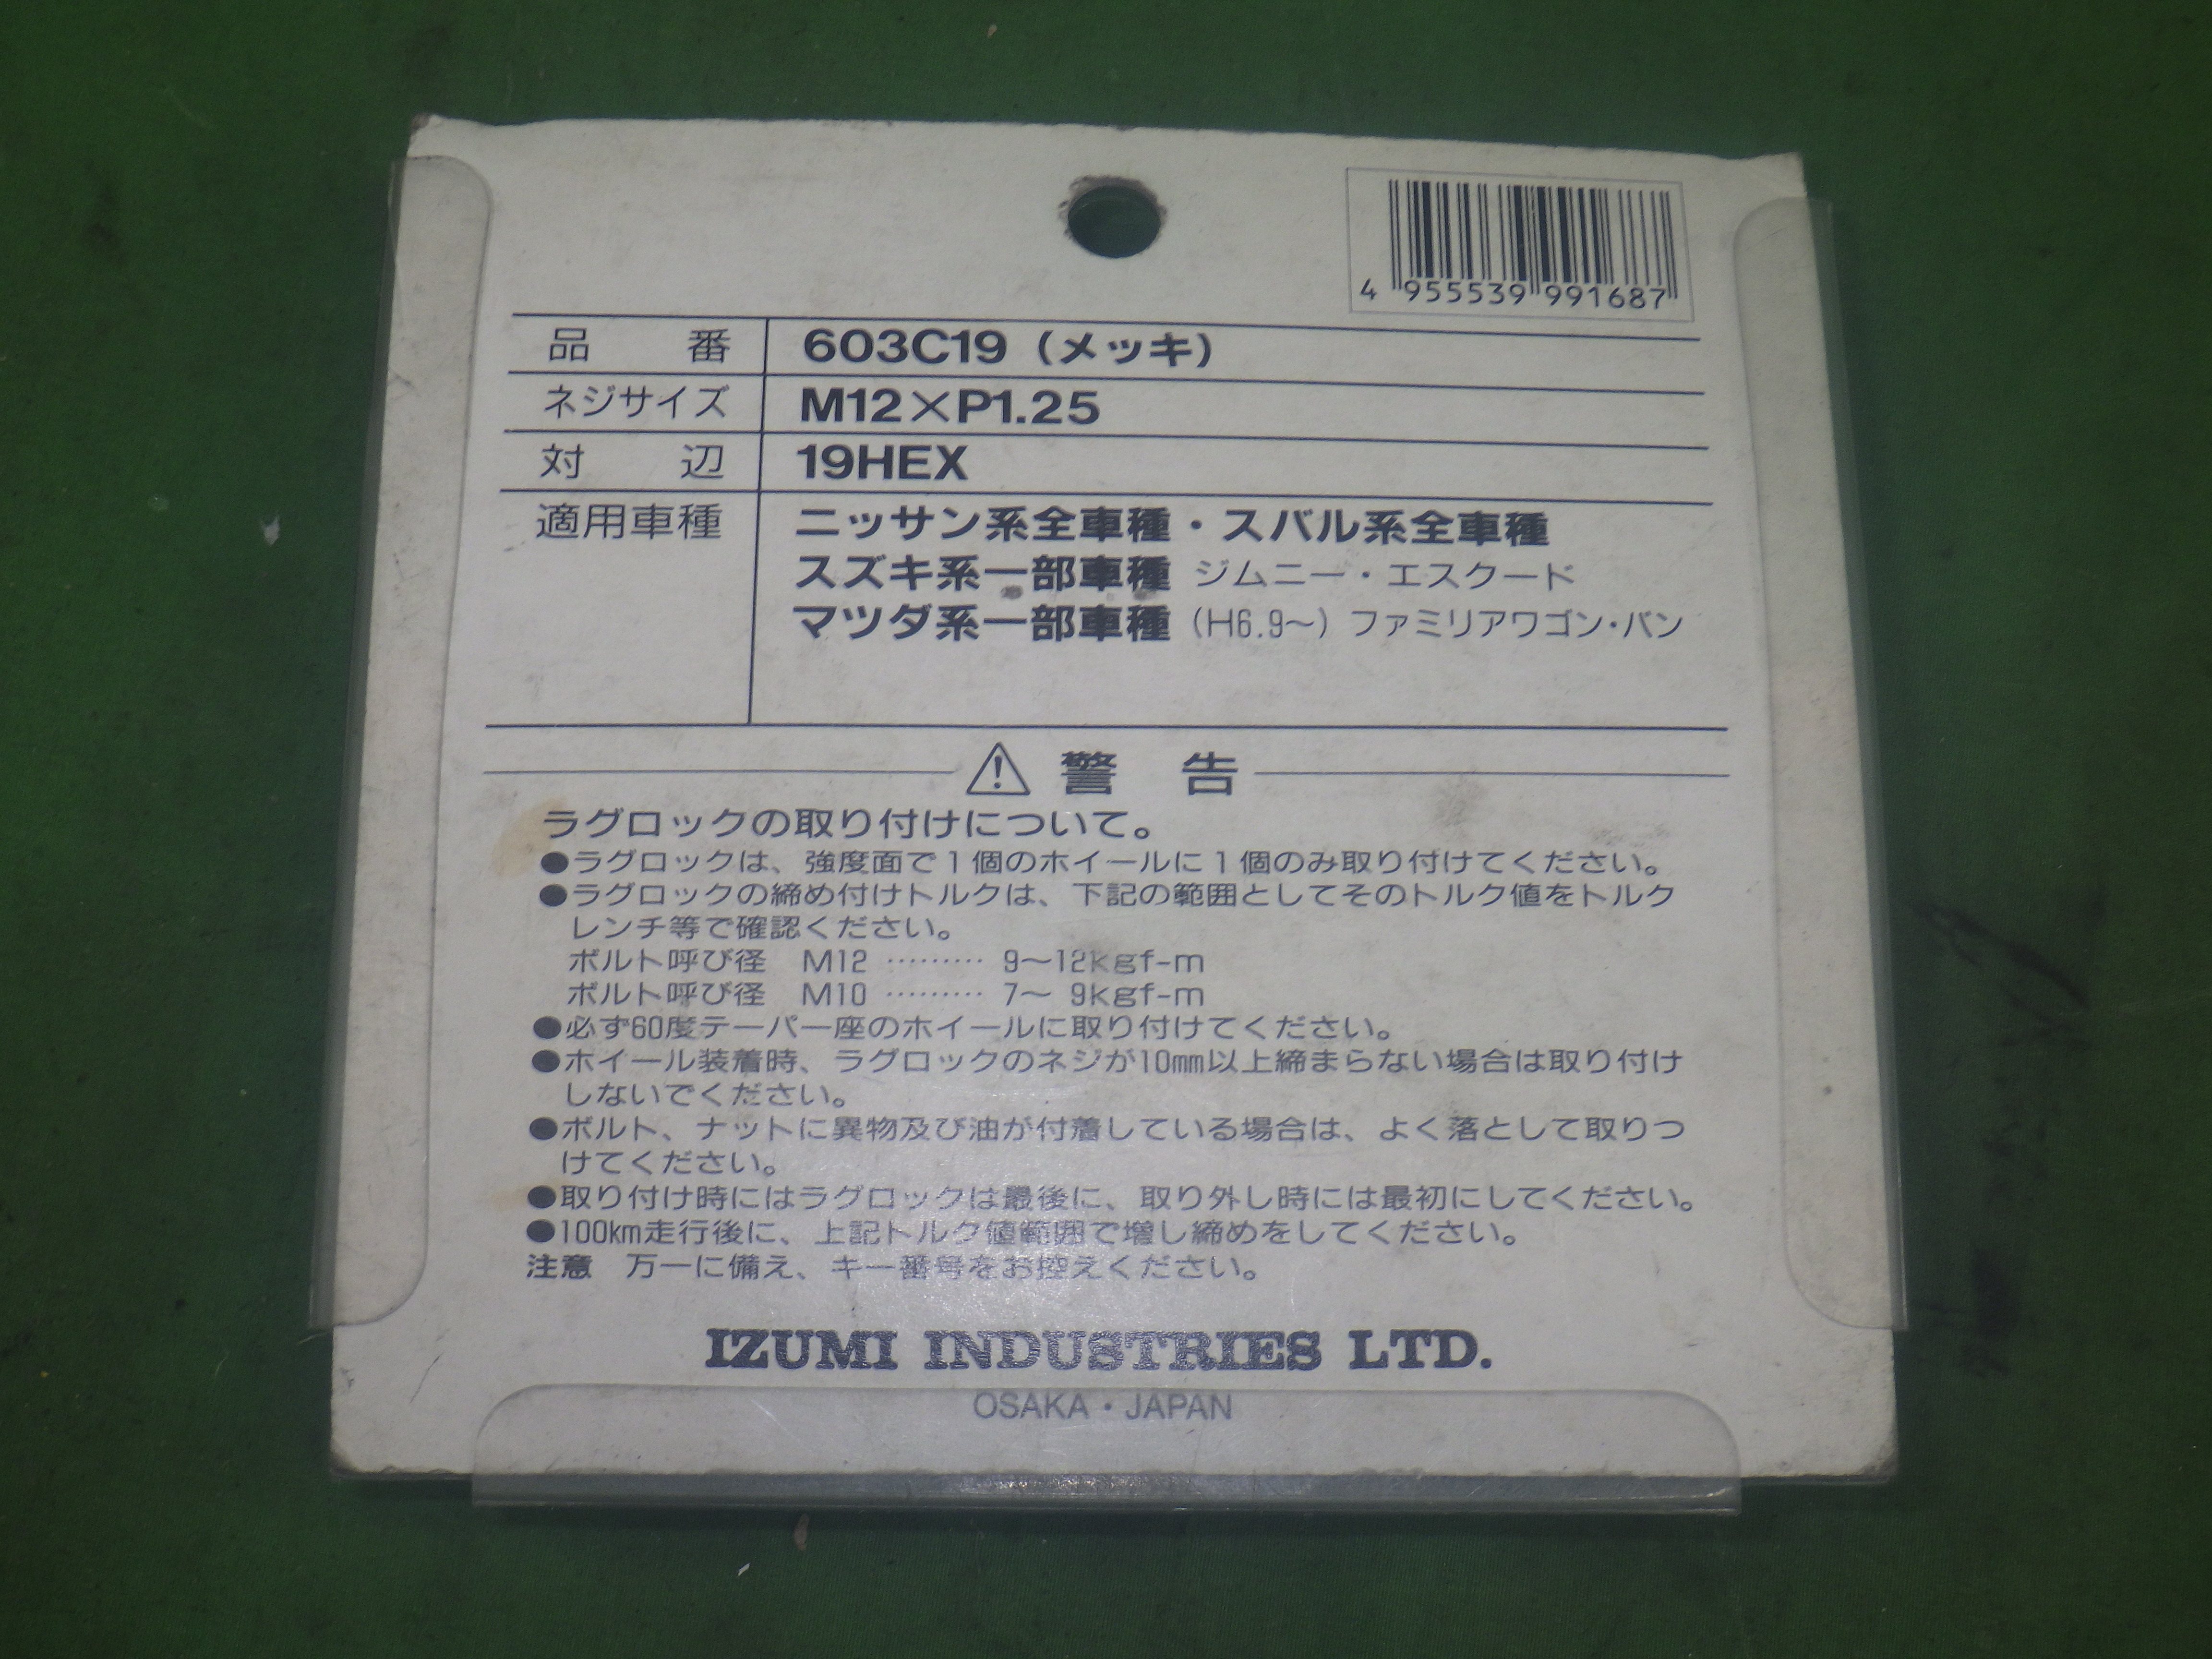 4 955539 991687
品番 603C19（メッキ）
ネジサイズ M12×P1.25
対辺 19HEX
適用車種 ニッサン系全車種・スバル系全車種
スズキ系一部車種 ジムニー・エスクード
マツダ系一部車種（H6.9〜）ファミリアワゴン・バン
警告
ラグロックの取り付けについて。
●ラグロックは、強度面で1個のホイールに1個のみ取り付けてください。
●ラグロックの締め付けトルクは、下記の範囲としてそのトルク値をトルク
レンチ等で確認ください。
ボルト呼び径 M12 ……… 9〜12kgf-m
ボルト呼び径 M10 ……… 7〜 9kgf-m
●必ず60度テーパー座のホイールに取り付けてください。
●ホイール装着時、ラグロックのネジが10mm以上締まらない場合は取り付け
しないでください。
●ボルト、ナットに異物及び油が付着している場合は、よく落として取りつ
けてください。
●取り付け時にはラグロックは最後に、取り外し時には最初にしてください。
●100km走行後に、上記トルク値範囲で増し締めをしてください。
注意 万一に備え、キー番号をお控えください。
IZUMI INDUSTRIES LTD.
OSAKA・JAPAN